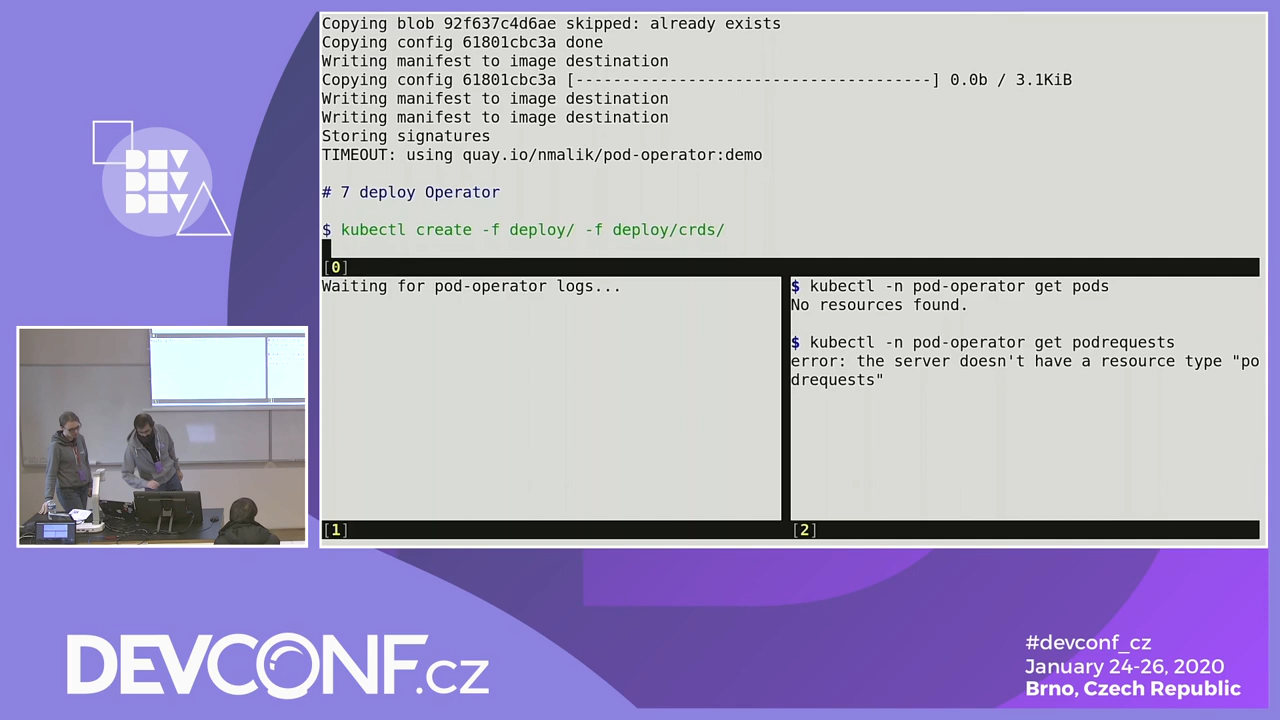 DEV
DEV
DEV
Copying blob 92f637c4d6ae skipped: already exists
Copying config 61801cbc3a done
Writing manifest to image destination
Copying config 61801cbc3a [--------------------------------------] 0.0b / 3.1KiB
Writing manifest to image destination
Writing manifest to image destination
Storing signatures
TIMEOUT: using quay.io/nmalik/pod-operator:demo
# 7 deploy Operator
$ kubectl create -f deploy/ -f deploy/crds/
[0]
Waiting for pod-operator logs...
[1]
$ kubectl -n pod-operator get pods
No resources found.
$ kubectl -n pod-operator get podrequests
error: the server doesn't have a resource type "po
drequests"
[2]
DEVCONF.cz
#devconf_cz
January 24-26, 2020
Brno, Czech Republic